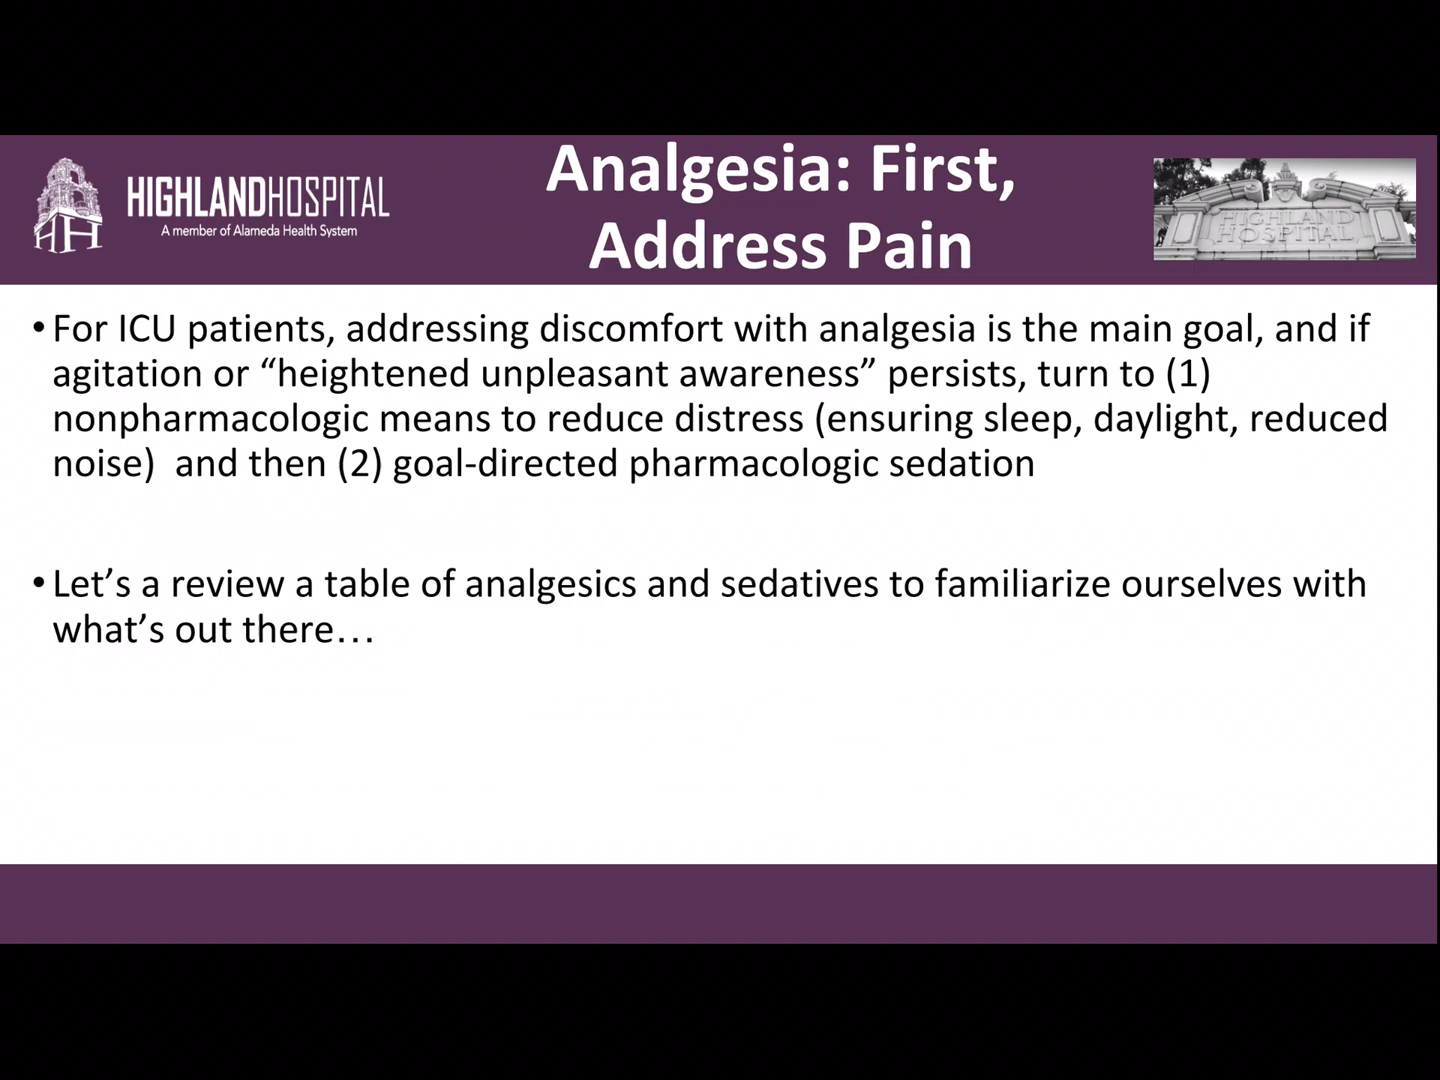 HIGHLANDHOSPITAL
A member of Alameda Health System
Analgesia: First,
Address Pain
HIGHLAND
HOSPITAL
• For ICU patients, addressing discomfort with analgesia is the main goal, and if
agitation or “heightened unpleasant awareness” persists, turn to (1)
nonpharmacologic means to reduce distress (ensuring sleep, daylight, reduced
noise)  and then (2) goal-directed pharmacologic sedation
• Let’s a review a table of analgesics and sedatives to familiarize ourselves with
what’s out there…